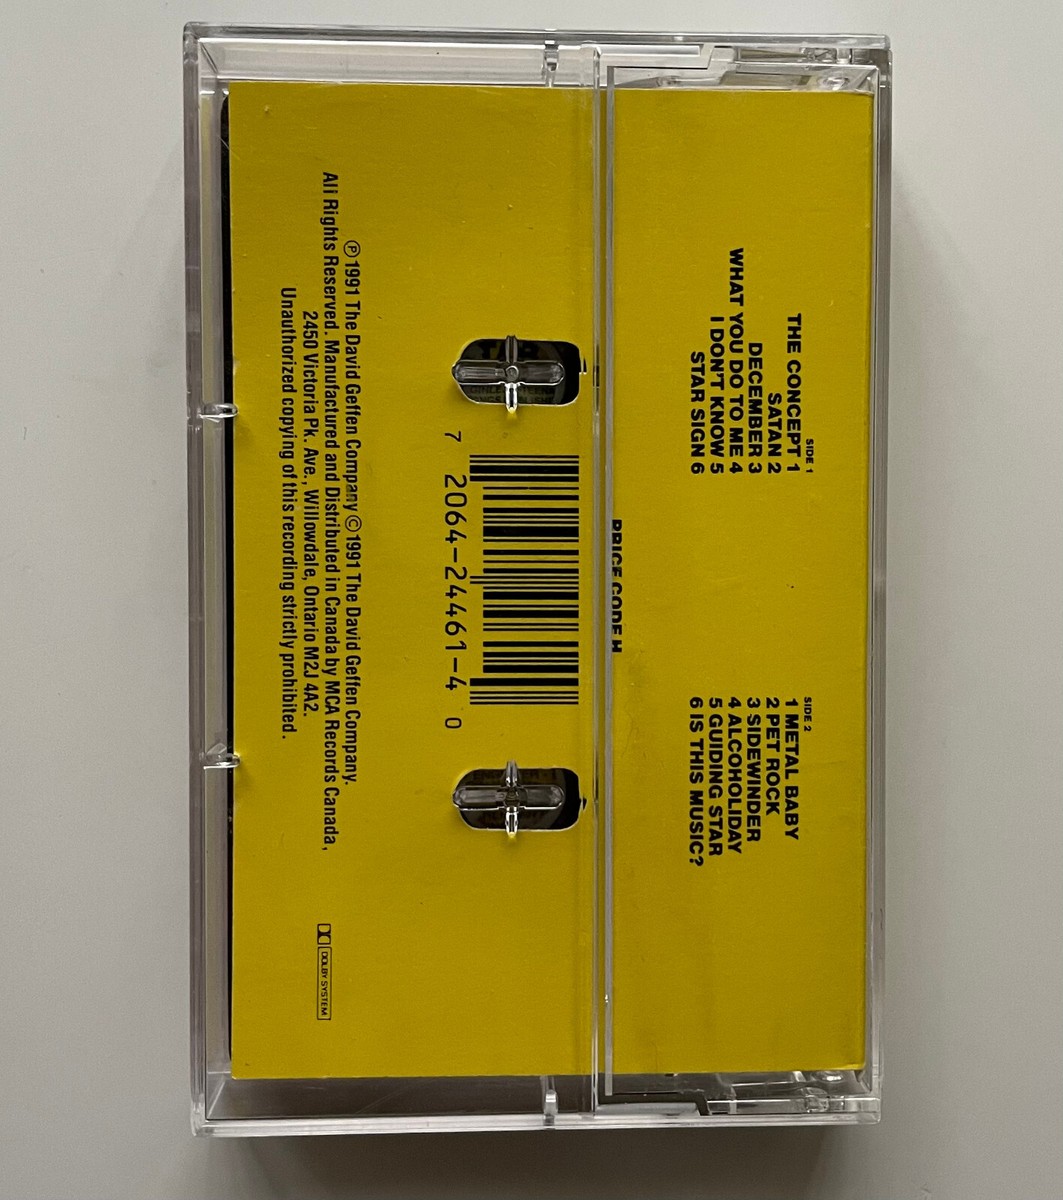 SIDE 1
THE CONCEPT 1
SATAN 2
DECEMBER 3
WHAT YOU DO TO ME 4
I DON'T KNOW 5
STAR SIGN 6
SIDE 2
1 METAL BABY
2 PET ROCK
3 SIDEWINDER
4 ALCOHOLIDAY
5 GUIDING STAR
6 IS THIS MUSIC?
PRICE CODE H
7 2064-24461-4 0
℗1991 The David Geffen Company ©1991 The David Geffen Company.
All Rights Reserved. Manufactured and Distributed in Canada by MCA Records Canada,
2450 Victoria Pk. Ave., Willowdale, Ontario M2J 4A2.
Unauthorized copying of this recording strictly prohibited.
DOLBY SYSTEM